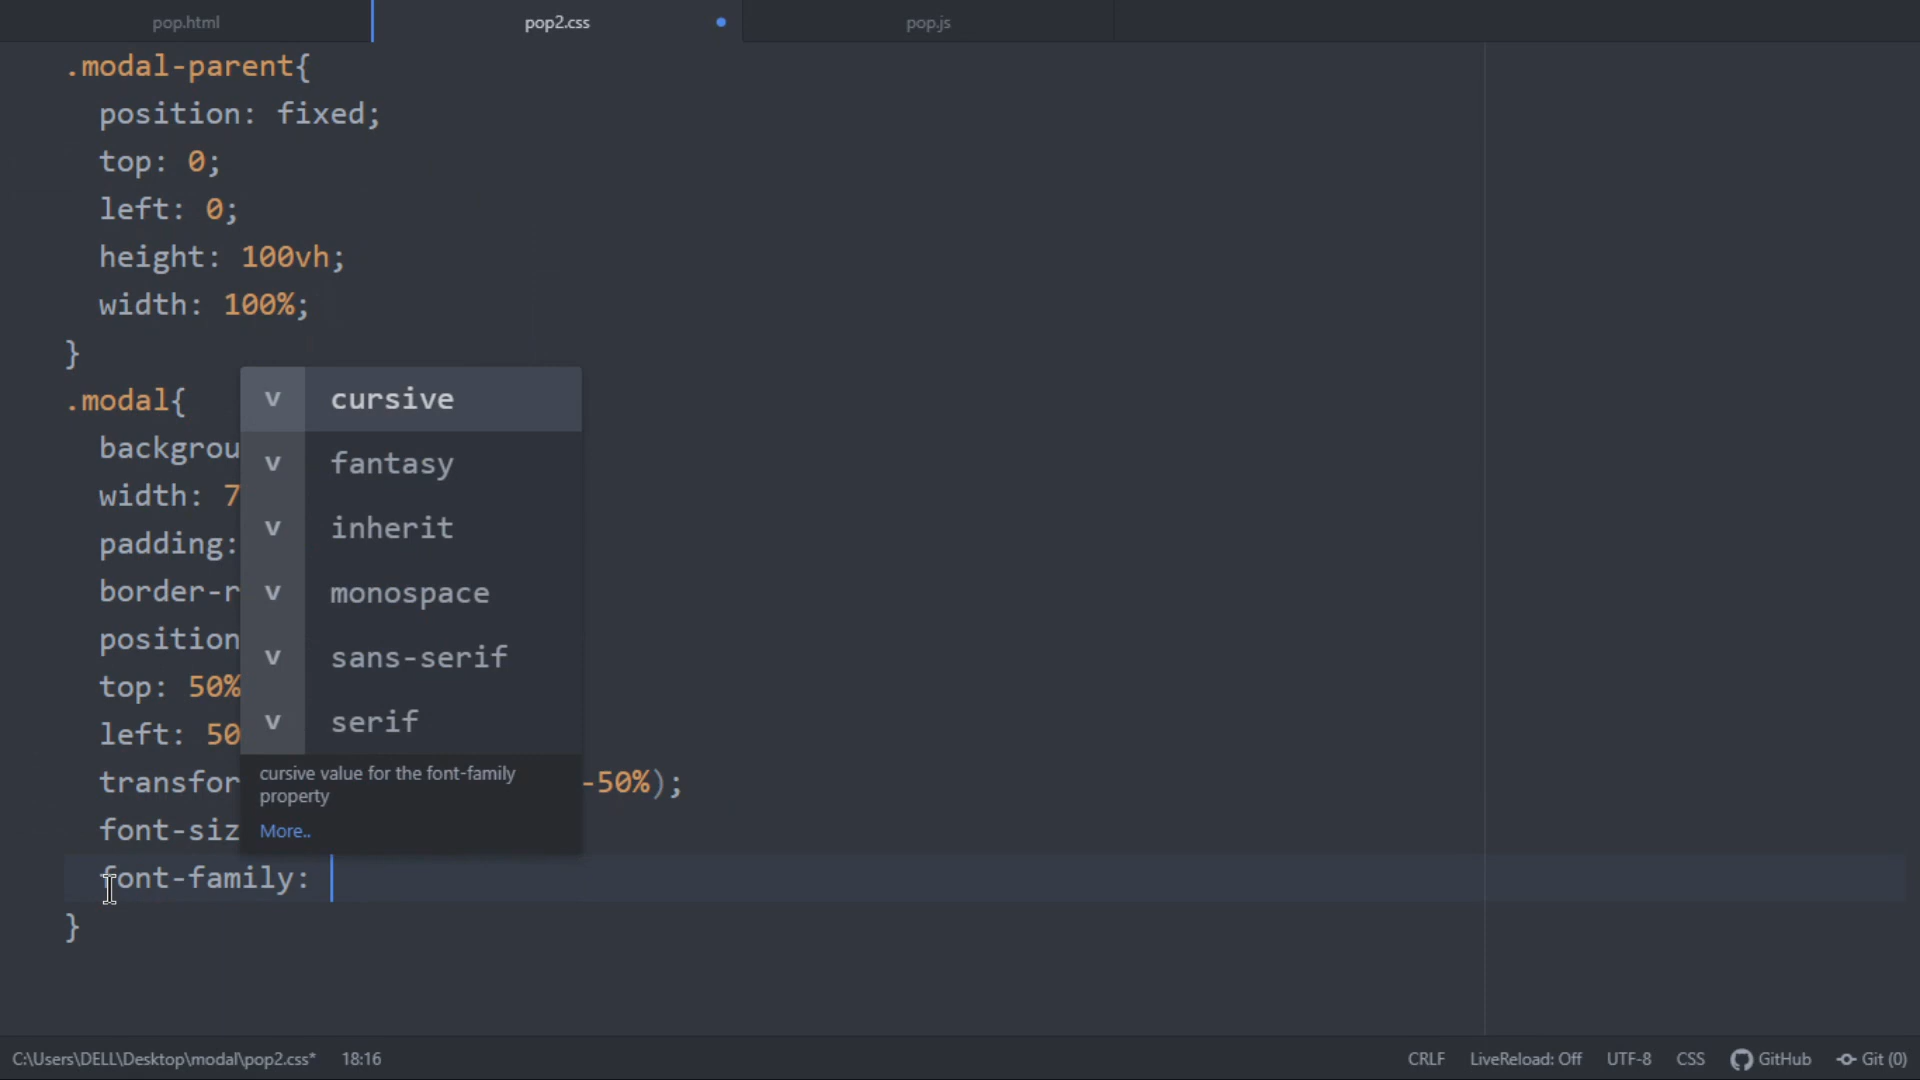 pop.html pop2.css pop.js
.modal-parent{
position: fixed;
top: 0;
left: 0;
height: 100vh;
width: 100%;
}
.modal{
backgrou
width: 7
padding:
border-r
position
top: 50%
left: 50
transfor -50%);
font-siz
font-family:
}
v cursive
v fantasy
v inherit
v monospace
v sans-serif
v serif
cursive value for the font-family
property
More..
C:\Users\DELL\Desktop\modal\pop2.css* 18:16 CRLF LiveReload: Off UTF-8 CSS GitHub Git (0)